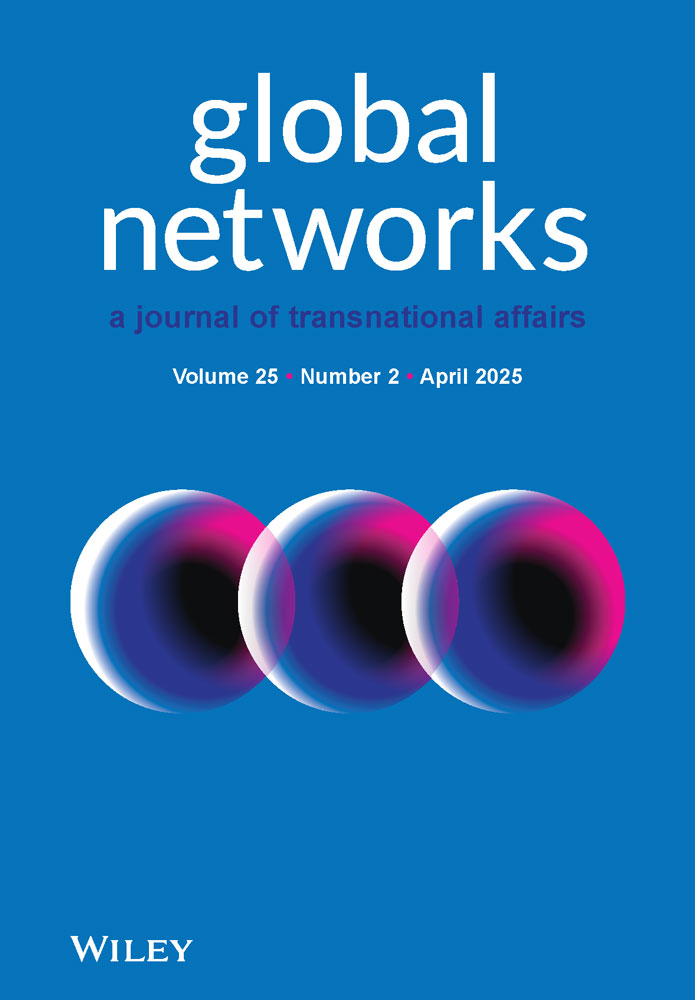 global
networks
a journal of transnational affairs
Volume 25 • Number 2 • April 2025
WILEY